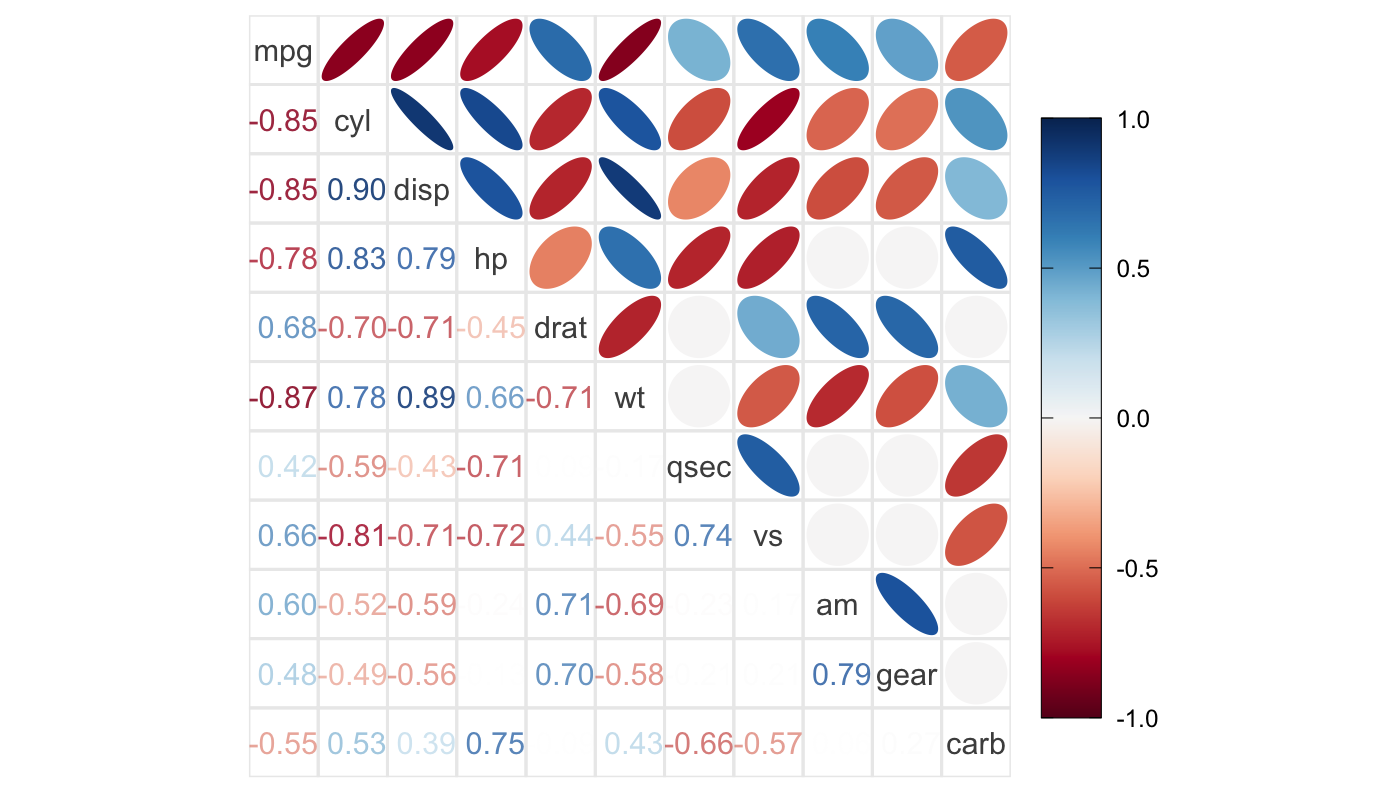 mpg
-0.85 cyl
1.0
-0.85 0.90 disp
-0.78 0.83 0.79 hp
0.5
0.68 -0.70 -0.71 -0.45 drat
-0.87 0.78 0.89 0.66 -0.71 wt
0.0
0.42 -0.59 -0.43 -0.71 qsec
0.66 -0.81 -0.71 -0.72 0.44 -0.55 0.74 vs
-0.5
0.60 -0.52 -0.59 0.71 -0.69 am
0.48 -0.49 -0.56 0.70 -0.58 0.79 gear
-1.0
-0.55 0.53 0.39 0.75 0.43 -0.66 -0.57 carb